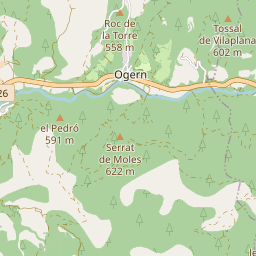 Roc de
la Torre
558 m
Tossal
de Vilaplana
602 m
Ogern
26
el Pedró
591 m
Serrat
de Moles
622 m